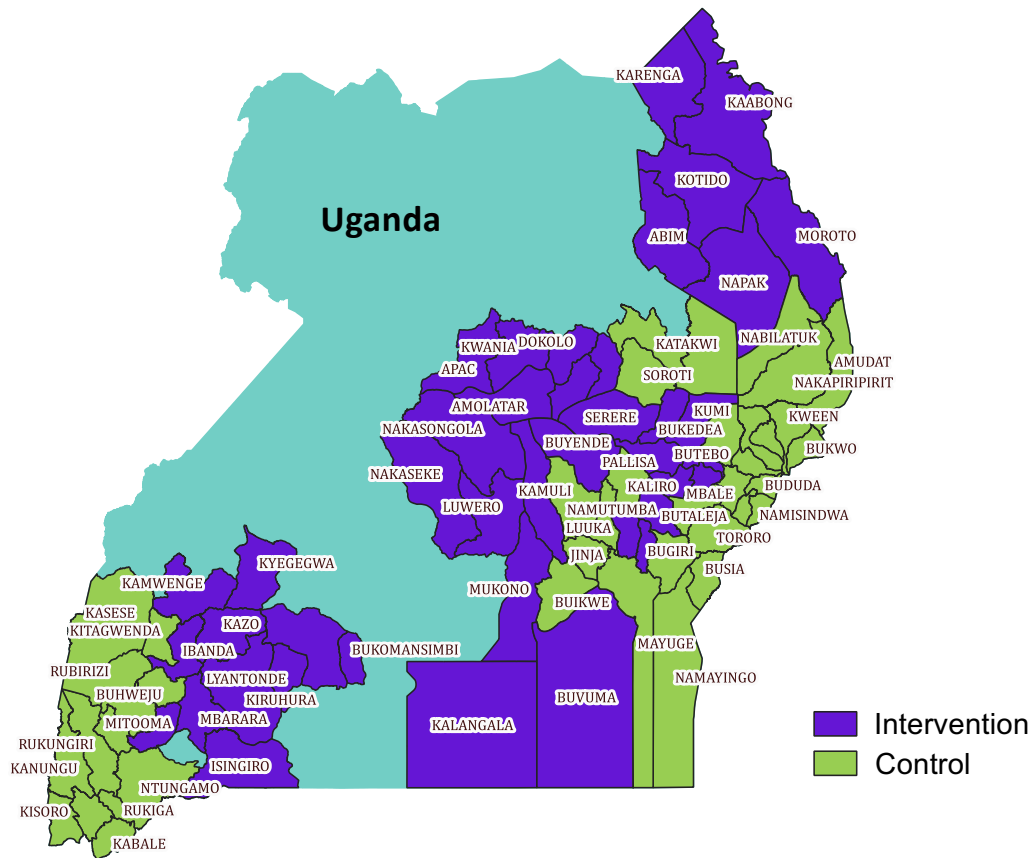 KARENGA
KAABONG
KOTIDO
Uganda
ABIM
MOROTO
NAPAK
NABILATUK
KATAKWI
KWANIA
DOKOLO
AMUDAT
APAC
SOROTI
NAKAPIRIPIRIT
AMOLATAR
SERERE
KUMI
KWEEN
NAKASONGOLA
BUKEDEA
BUYENDE
BUKWO
BUTEBO
PALLISA
NAKASEKE
BUDUDA
KAMULI
KALIRO
MBALE
LUWERO
NAMUTUMBA
BUTALEJA
NAMISINDWA
LUUKA
TORORO
JINJA
BUGIRI
KYEGEGWA
BUSIA
KAMWENGE
MUKONO
BUIKWE
KASESE
KAZO
KITAGWENDA
IBANDA
BUKOMANSIMBI
MAYUGE
RUBIRIZI
LYANTONDE
NAMAYINGO
BUHWEJU
KIRUHURA
BUVUMA
MITOOMA
MBARARA
KALANGALA
Intervention
RUKUNGIRI
ISINGIRO
Control
KANUNGU
NTUNGAMO
KISORO
RUKIGA
KABALE